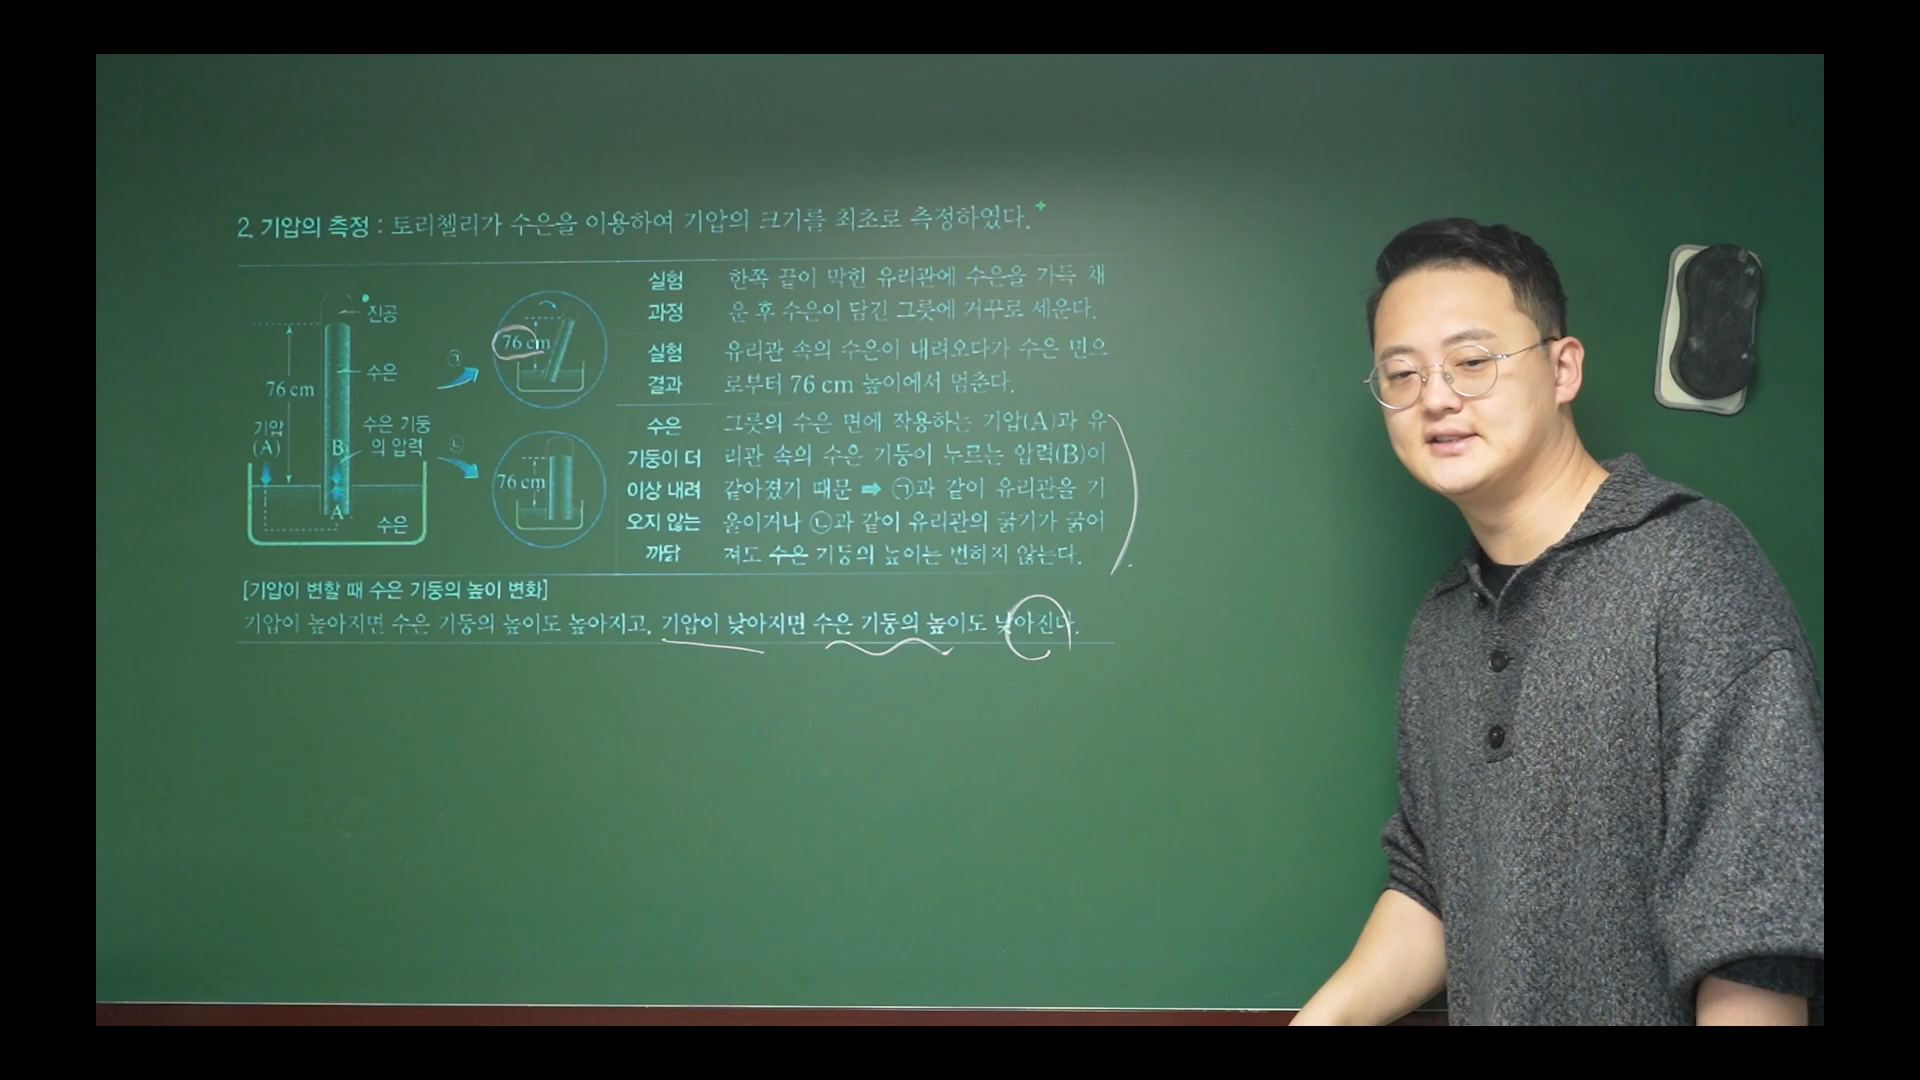 2. 기압의 측정 : 토리첼리가 수은을 이용하여 기압의 크기를 최초로 측정하였다.
진공
수은
76 cm
기압
(A)
수은 기둥
의 압력
B
A
수은
㉠
76 cm
㉡
76 cm
실험 한쪽 끝이 막힌 유리관에 수은을 가득 채
과정 운 후 수은이 담긴 그릇에 거꾸로 세운다.
실험 유리관 속의 수은이 내려오다가 수은 면으
결과 로부터 76 cm 높이에서 멈춘다.
수은 그릇의 수은 면에 작용하는 기압(A)과 유
기둥이 더 리관 속의 수은 기둥이 누르는 압력(B)이
이상 내려 같아졌기 때문 ➡ ㉠과 같이 유리관을 기
오지 않는 울이거나 ㉡과 같이 유리관의 굵기가 굵어
까닭 져도 수은 기둥의 높이는 변하지 않는다.
[기압이 변할 때 수은 기둥의 높이 변화]
기압이 높아지면 수은 기둥의 높이도 높아지고, 기압이 낮아지면 수은 기둥의 높이도 낮아진다.